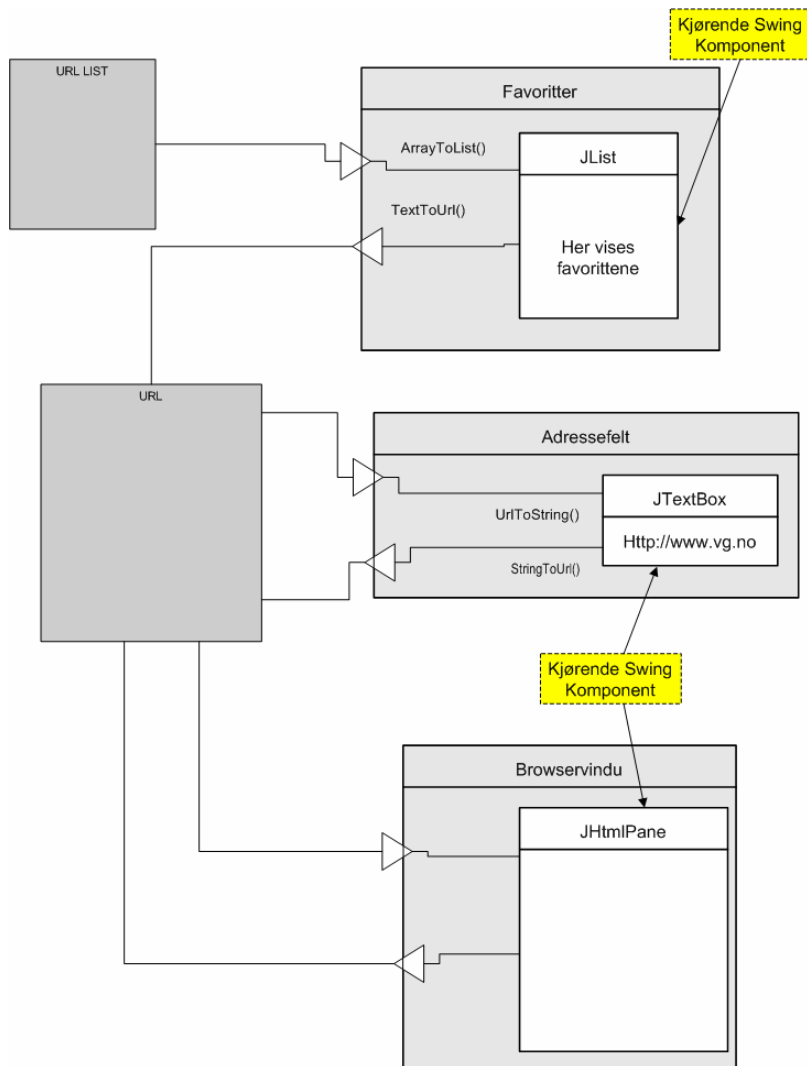 Kjørende Swing
Komponent
URL LIST
Favoritter
ArrayToList()
JList
TextToUrl()
Her vises
favorittene
URL
Adressefelt
JTextBox
UrlToString()
Http://www.vg.no
StringToUrl()
Kjørende Swing
Komponent
Browservindu
JHtmlPane